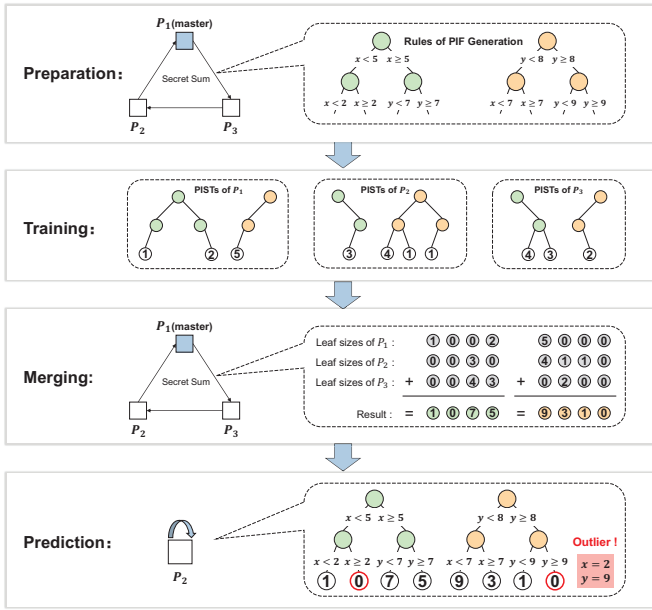 P₁(master)
Preparation:
Secret Sum
P₂
P₃
Rules of PIF Generation
x < 5 x ≥ 5
y < 8 y ≥ 8
x < 2 x ≥ 2 y < 7 y ≥ 7
x < 7 x ≥ 7 y < 9 y ≥ 9
Training:
PISTs of P₁
1 2 5
PISTs of P₂
3 4 1 1
PISTs of P₃
4 3 2
P₁(master)
Merging:
Secret Sum
P₂
P₃
Leaf sizes of P₁ : 1 0 0 2 5 0 0 0
Leaf sizes of P₂ : 0 0 3 0 4 1 1 0
Leaf sizes of P₃ : + 0 0 4 3 + 0 2 0 0
Result : = 1 0 7 5 = 9 3 1 0
Prediction:
P₂
x < 5 x ≥ 5
y < 8 y ≥ 8
x < 2 x ≥ 2 y < 7 y ≥ 7
x < 7 x ≥ 7 y < 9 y ≥ 9
1 0 7 5 9 3 1 0
Outlier !
x = 2
y = 9